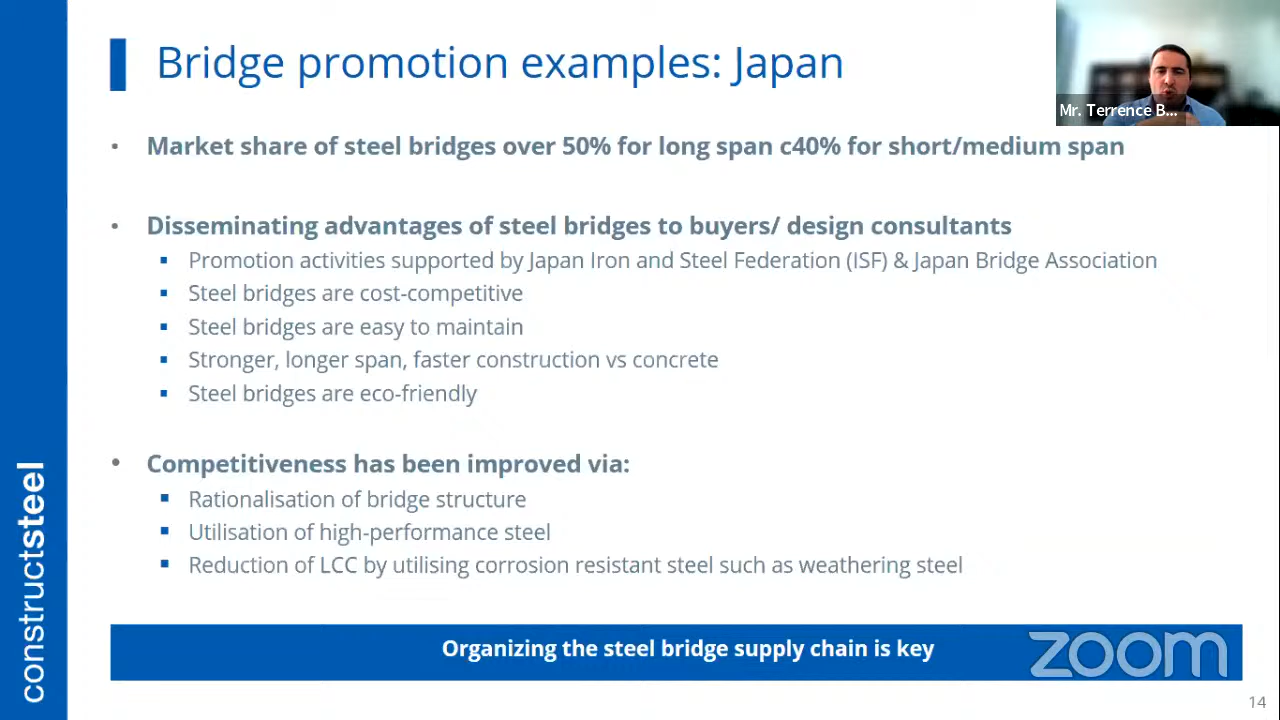 Bridge promotion examples: Japan
Mr. Terrence B...
• Market share of steel bridges over 50% for long span c40% for short/medium span
• Disseminating advantages of steel bridges to buyers/ design consultants
▪ Promotion activities supported by Japan Iron and Steel Federation (ISF) & Japan Bridge Association
▪ Steel bridges are cost-competitive
▪ Steel bridges are easy to maintain
▪ Stronger, longer span, faster construction vs concrete
▪ Steel bridges are eco-friendly
• Competitiveness has been improved via:
▪ Rationalisation of bridge structure
▪ Utilisation of high-performance steel
▪ Reduction of LCC by utilising corrosion resistant steel such as weathering steel
Organizing the steel bridge supply chain is key
zoom
constructsteel
14